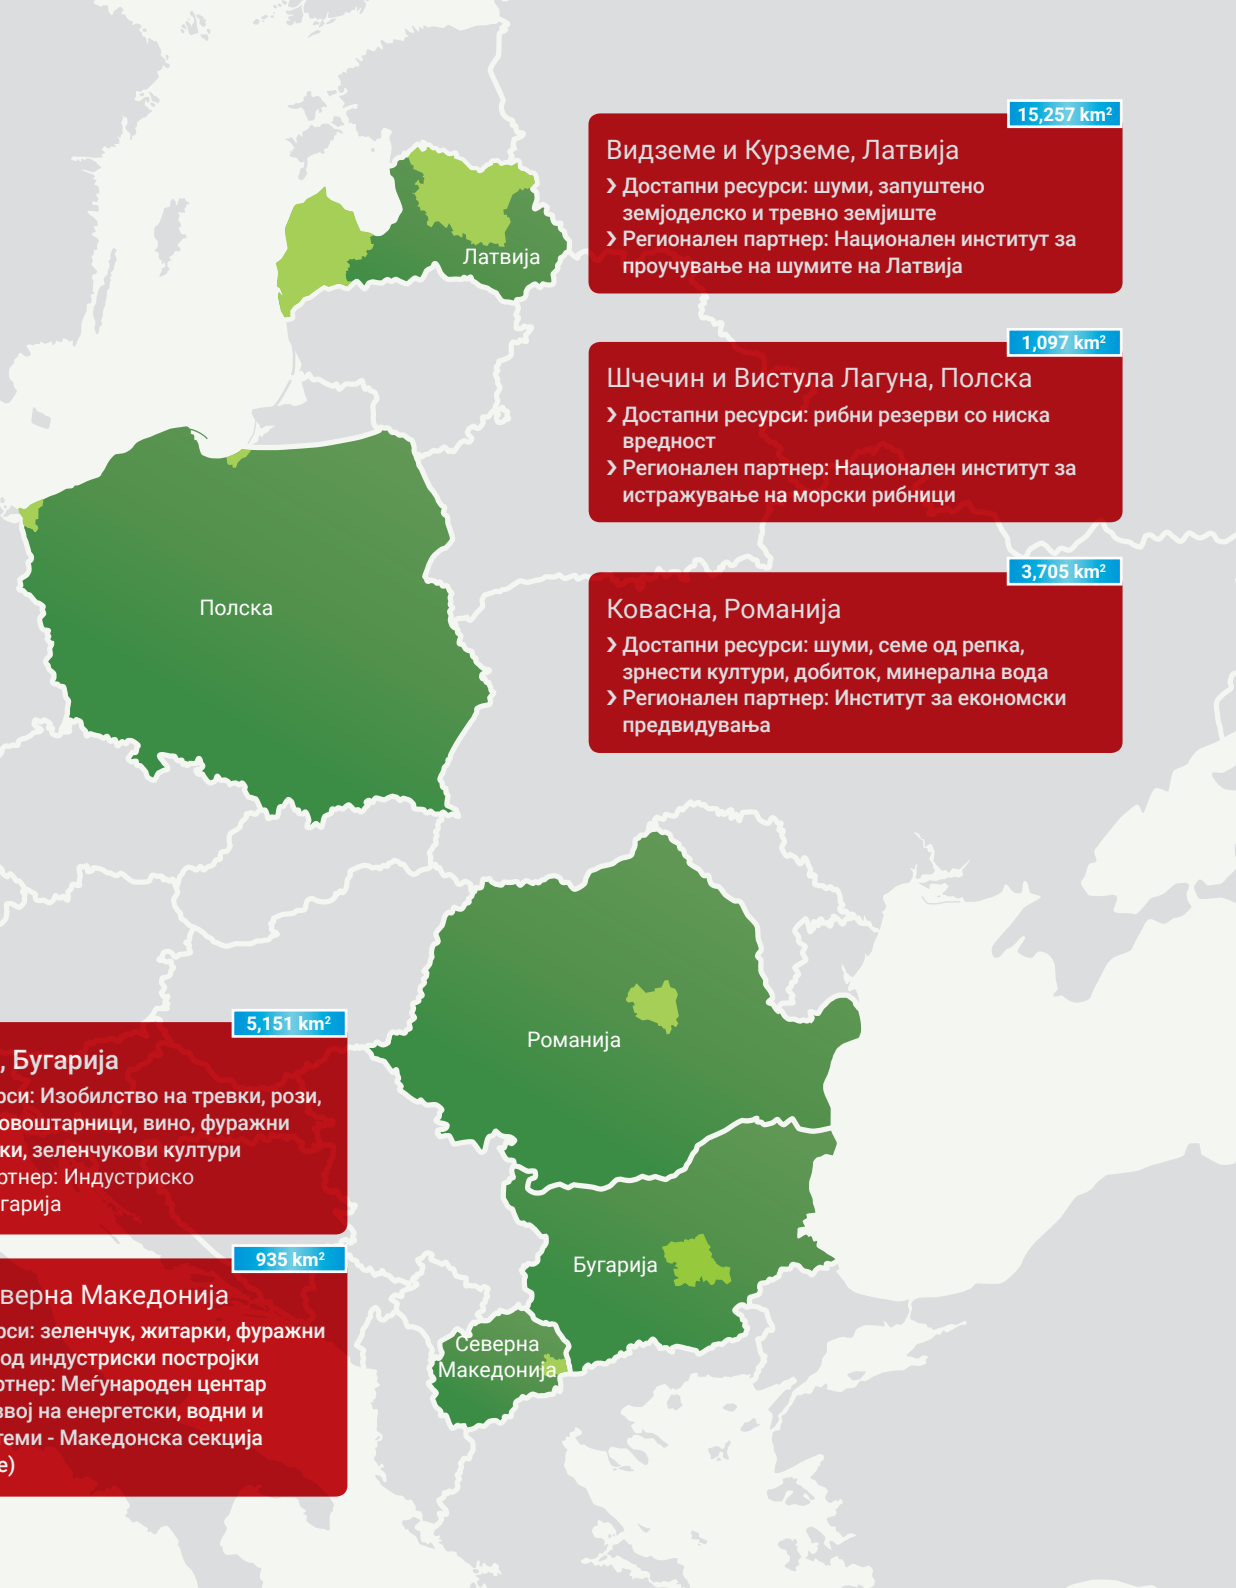 15,257 km²
Видземе и Курземе, Латвија
❯ Достапни ресурси: шуми, запуштено
земјоделско и тревно земјиште
❯ Регионален партнер: Национален институт за
проучување на шумите на Латвија
Латвија
1,097 km²
Шчечин и Вистула Лагуна, Полска
❯ Достапни ресурси: рибни резерви со ниска
вредност
❯ Регионален партнер: Национален институт за
истражување на морски рибници
3,705 km²
Ковасна, Романија
❯ Достапни ресурси: шуми, семе од репка,
зрнести култури, добиток, минерална вода
❯ Регионален партнер: Институт за економски
предвидувања
Полска
Романија
5,151 km²
, Бугарија
рси: Изобилство на тревки, рози,
овоштарници, вино, фуражни
ки, зеленчукови култури
ртнер: Индустриско
гарија
Бугарија
935 km²
верна Македонија
рси: зеленчук, житарки, фуражни
од индустриски постројки
ртнер: Меѓународен центар
звој на енергетски, водни и
теми - Македонска секција
е)
Северна
Македонија